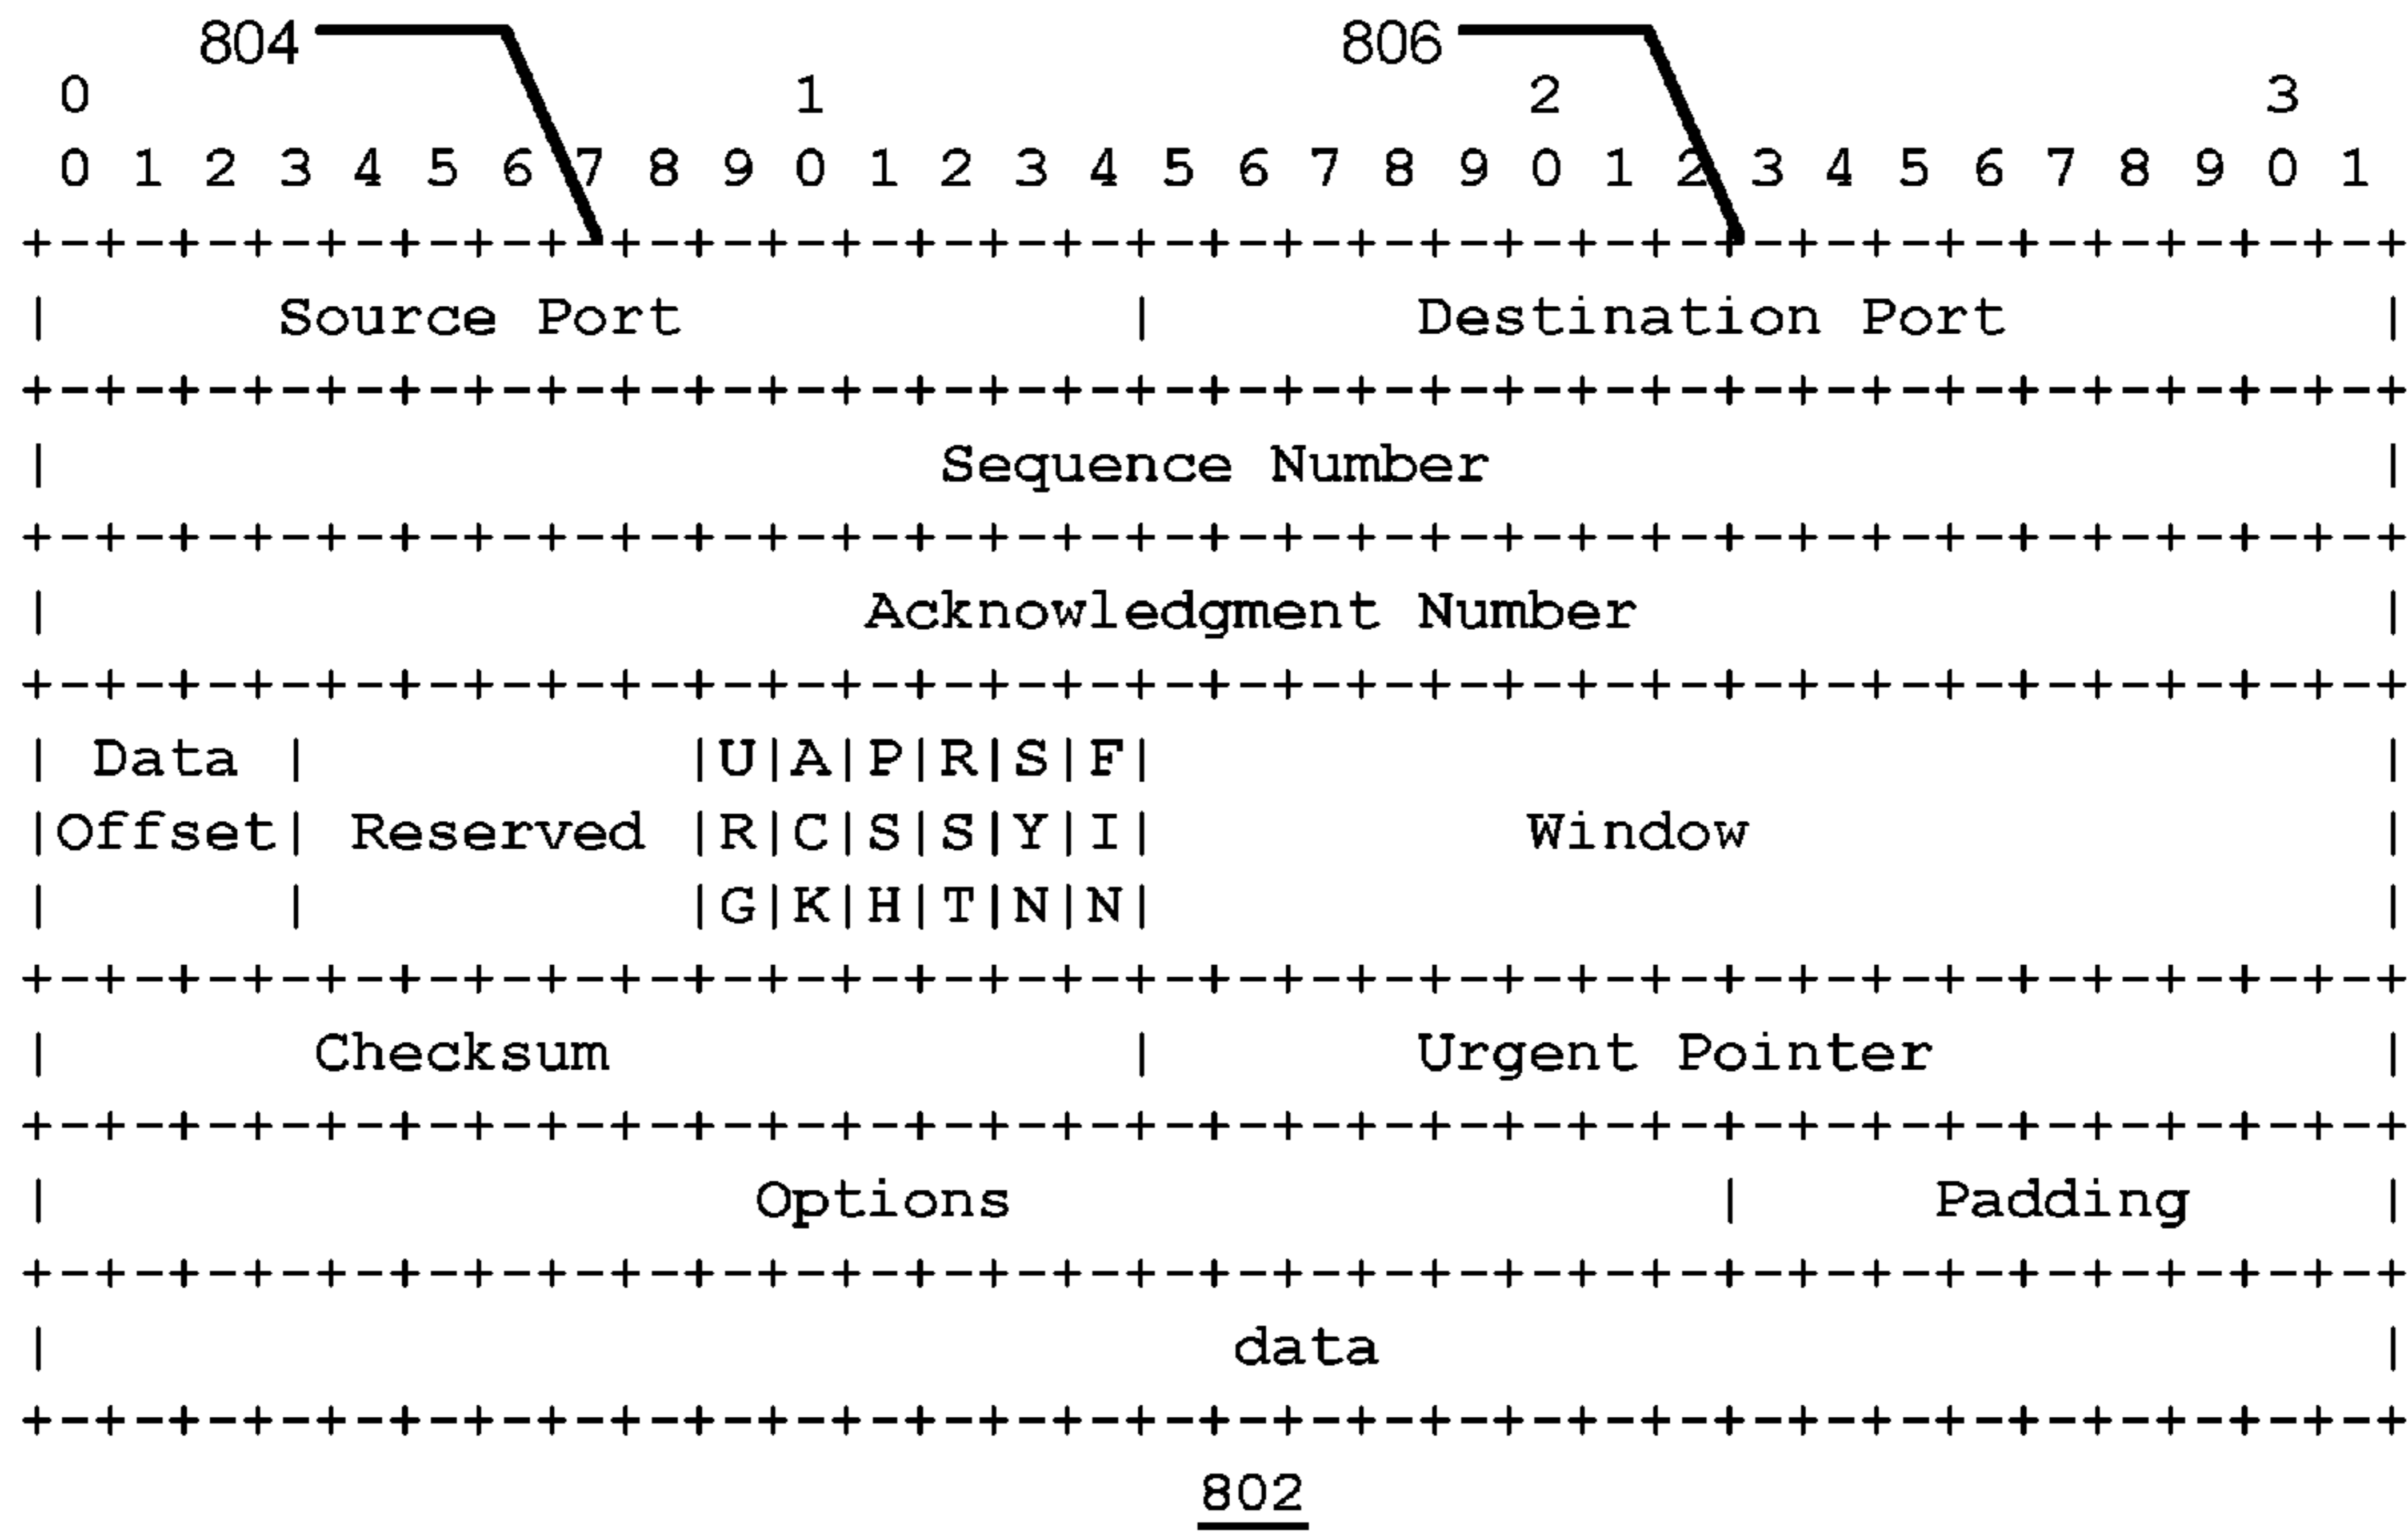 804 806
0                   1                   2                   3
0 1 2 3 4 5 6 7 8 9 0 1 2 3 4 5 6 7 8 9 0 1 2 3 4 5 6 7 8 9 0 1
+-+-+-+-+-+-+-+-+-+-+-+-+-+-+-+-+-+-+-+-+-+-+-+-+-+-+-+-+-+-+-+-+
|      Source Port            |       Destination Port          |
+-+-+-+-+-+-+-+-+-+-+-+-+-+-+-+-+-+-+-+-+-+-+-+-+-+-+-+-+-+-+-+-+
|                        Sequence Number                        |
+-+-+-+-+-+-+-+-+-+-+-+-+-+-+-+-+-+-+-+-+-+-+-+-+-+-+-+-+-+-+-+-+
|                      Acknowledgment Number                    |
+-+-+-+-+-+-+-+-+-+-+-+-+-+-+-+-+-+-+-+-+-+-+-+-+-+-+-+-+-+-+-+-+
| Data |          |U|A|P|R|S|F|                                 |
|Offset| Reserved |R|C|S|S|Y|I|          Window                 |
|      |          |G|K|H|T|N|N|                                 |
+-+-+-+-+-+-+-+-+-+-+-+-+-+-+-+-+-+-+-+-+-+-+-+-+-+-+-+-+-+-+-+-+
|       Checksum              |       Urgent Pointer            |
+-+-+-+-+-+-+-+-+-+-+-+-+-+-+-+-+-+-+-+-+-+-+-+-+-+-+-+-+-+-+-+-+
|                   Options                   |     Padding     |
+-+-+-+-+-+-+-+-+-+-+-+-+-+-+-+-+-+-+-+-+-+-+-+-+-+-+-+-+-+-+-+-+
|                                data                           |
+-+-+-+-+-+-+-+-+-+-+-+-+-+-+-+-+-+-+-+-+-+-+-+-+-+-+-+-+-+-+-+-+
802